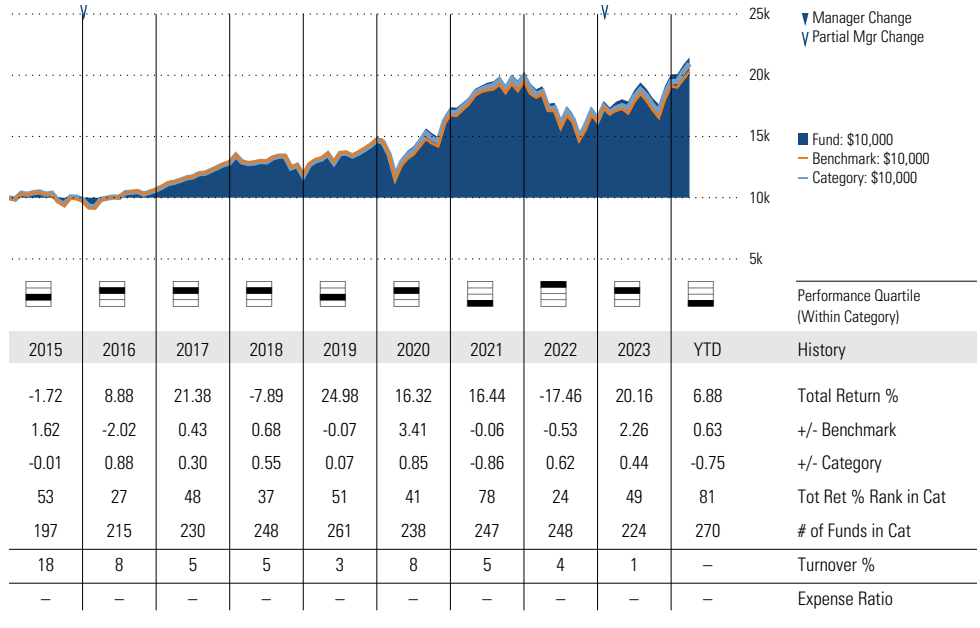 25k
20k
15k
10k
5k
Manager Change
Partial Mgr Change
Fund: $10,000
Benchmark: $10,000
Category: $10,000
Performance Quartile
(Within Category)
2015 2016 2017 2018 2019 2020 2021 2022 2023 YTD History
-1.72 8.88 21.38 -7.89 24.98 16.32 16.44 -17.46 20.16 6.88 Total Return %
1.62 -2.02 0.43 0.68 -0.07 3.41 -0.06 -0.53 2.26 0.63 +/- Benchmark
-0.01 0.88 0.30 0.55 0.07 0.85 -0.86 0.62 0.44 -0.75 +/- Category
53 27 48 37 51 41 78 24 49 81 Tot Ret % Rank in Cat
197 215 230 248 261 238 247 248 224 270 # of Funds in Cat
18 8 5 5 3 8 5 4 1 – Turnover %
– – – – – – – – – – Expense Ratio